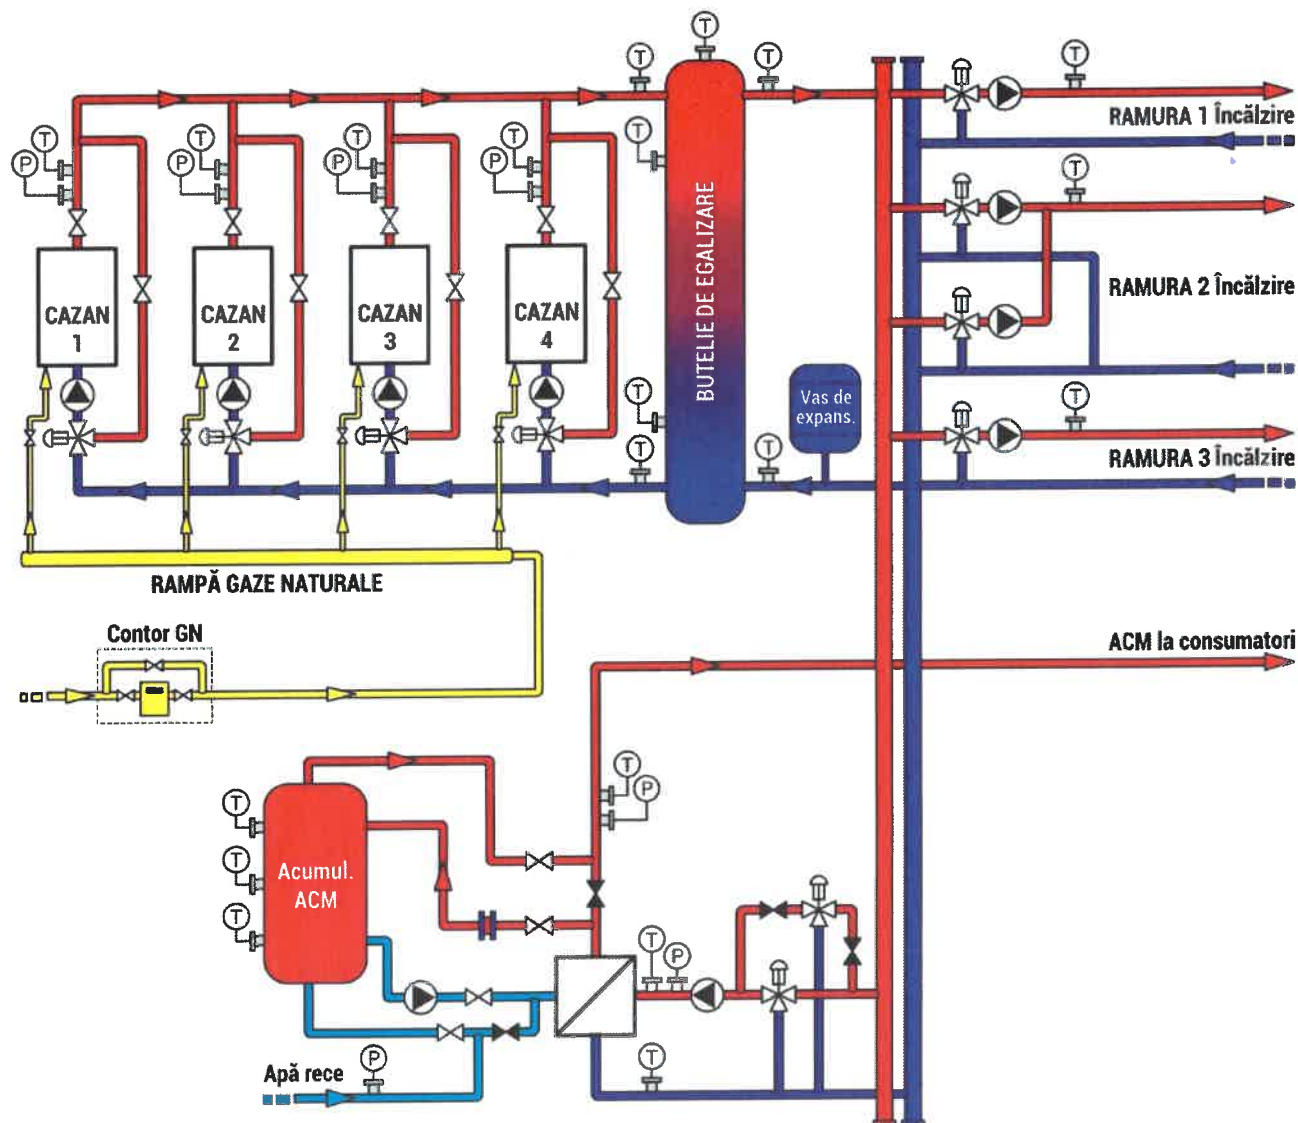 T
T
T
T
T
T
T
T
T
T
P
P
P
P
RAMURA 1 Încălzire
T
BUTELIE DE EGALIZARE
CAZAN
1
CAZAN
2
CAZAN
3
CAZAN
4
RAMURA 2 Încălzire
Vas de
expans.
T
T
T
T
RAMURA 3 Încălzire
RAMPĂ GAZE NATURALE
Contor GN
ACM la consumatori
T
P
T
T
T
Acumul.
ACM
T
P
Apă rece
P
T